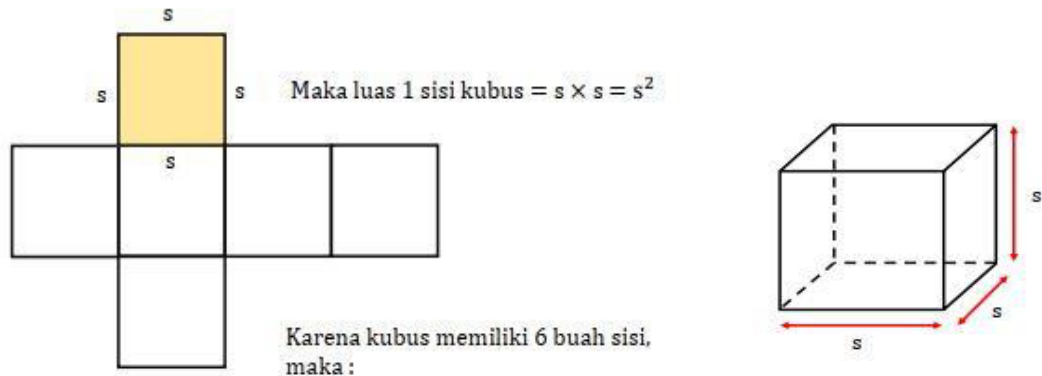 s
s
s
Maka luas 1 sisi kubus = s × s = s²
s
s
s
s
Karena kubus memiliki 6 buah sisi,
maka :